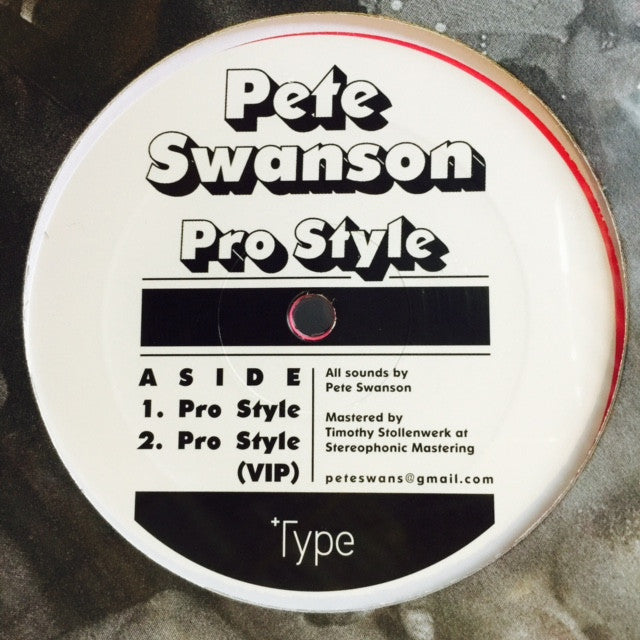 Pete
Swanson
Pro Style
A SIDE
1. Pro Style
2. Pro Style
(VIP)
All sounds by
Pete Swanson
Mastered by
Timothy Stollenwerk at
Stereophonic Mastering
peteswans@gmail.com
+Type